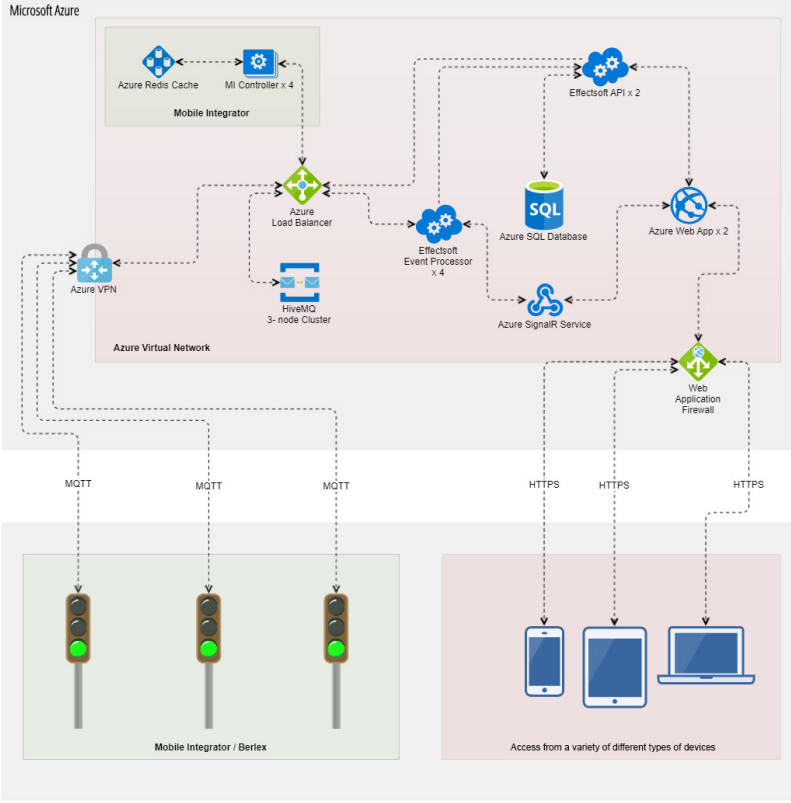 Microsoft Azure
Azure Redis Cache
MI Controller x 4
Mobile Integrator
Effectsoft API x 2
Azure
Load Balancer
SQL
Azure SQL Database
Azure Web App x 2
Effectsoft
Event Processor
x 4
Azure VPN
HiveMQ
3- node Cluster
Azure SignalR Service
Azure Virtual Network
Web
Application
Firewall
MQTT
MQTT
MQTT
HTTPS
HTTPS
HTTPS
Mobile Integrator / Berlex
Access from a variety of different types of devices